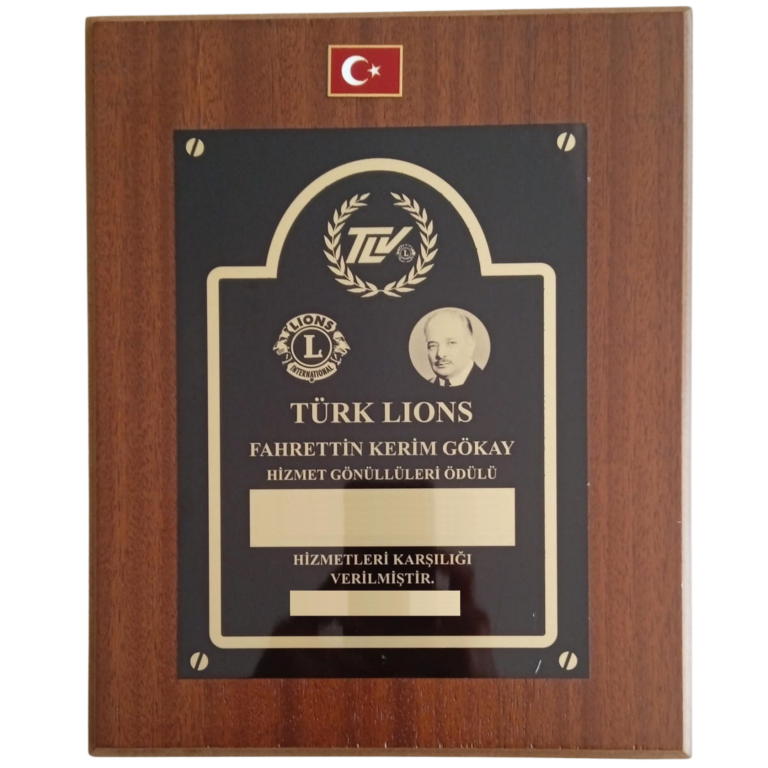 TLV
L
LIONS
L
INTERNATIONAL
TÜRK LIONS
FAHRETTİN KERİM GÖKAY
HİZMET GÖNÜLLÜLERİ ÖDÜLÜ
HİZMETLERİ KARŞILIĞI
VERİLMİŞTİR.